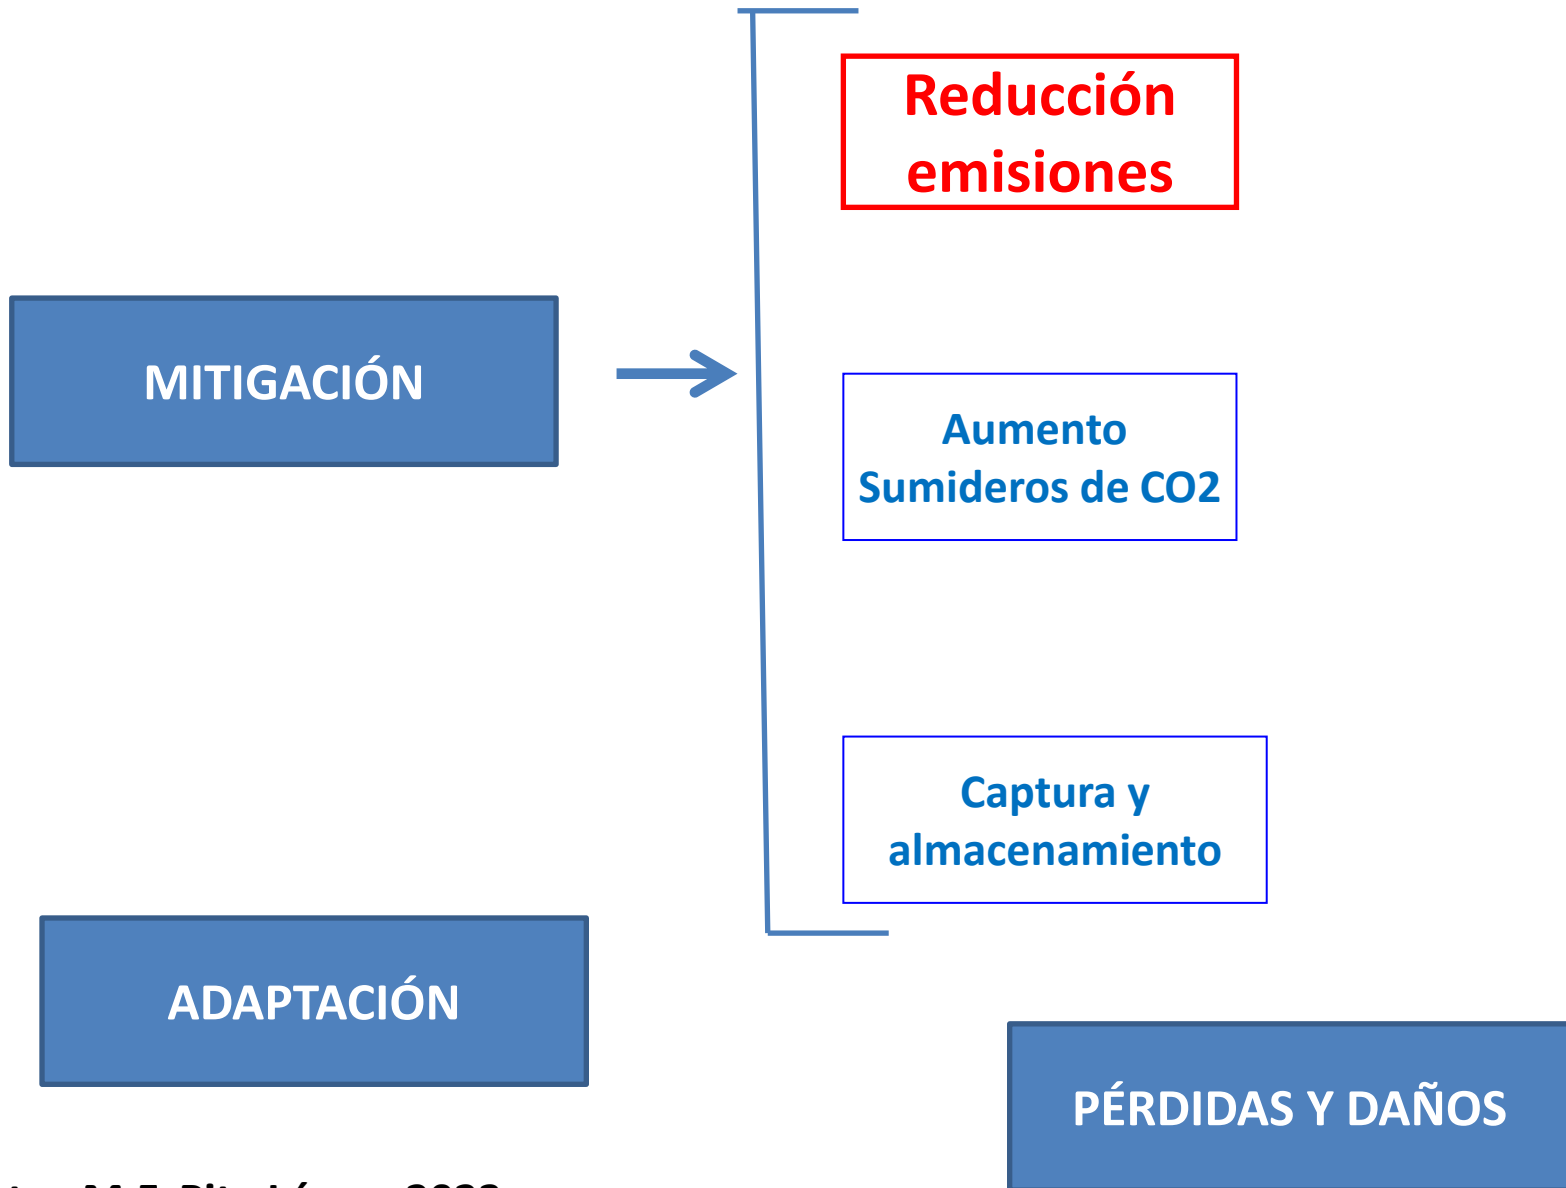 Reducción
emisiones
MITIGACIÓN
Aumento
Sumideros de CO2
Captura y
almacenamiento
ADAPTACIÓN
PÉRDIDAS Y DAÑOS